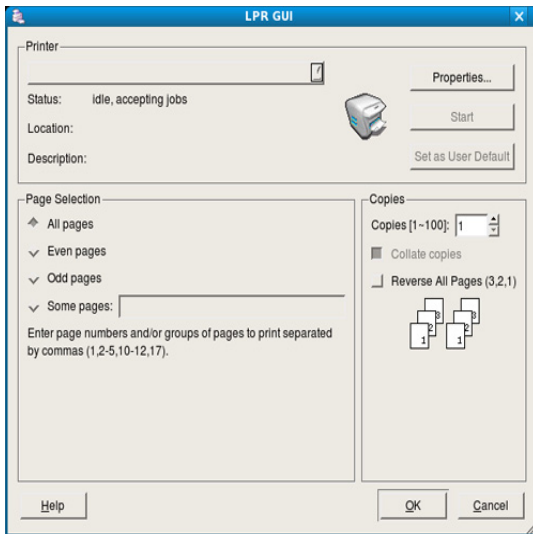 LPR GUI
Printer
Properties...
Status: idle, accepting jobs
Start
Location:
Description:
Set as User Default
Page Selection
All pages
Even pages
Odd pages
Some pages:
Enter page numbers and/or groups of pages to print separated
by commas (1,2-5,10-12,17).
Copies
Copies [1~100]: 1
Collate copies
Reverse All Pages (3,2,1)
3 3
2 2
1 1
Help
OK
Cancel